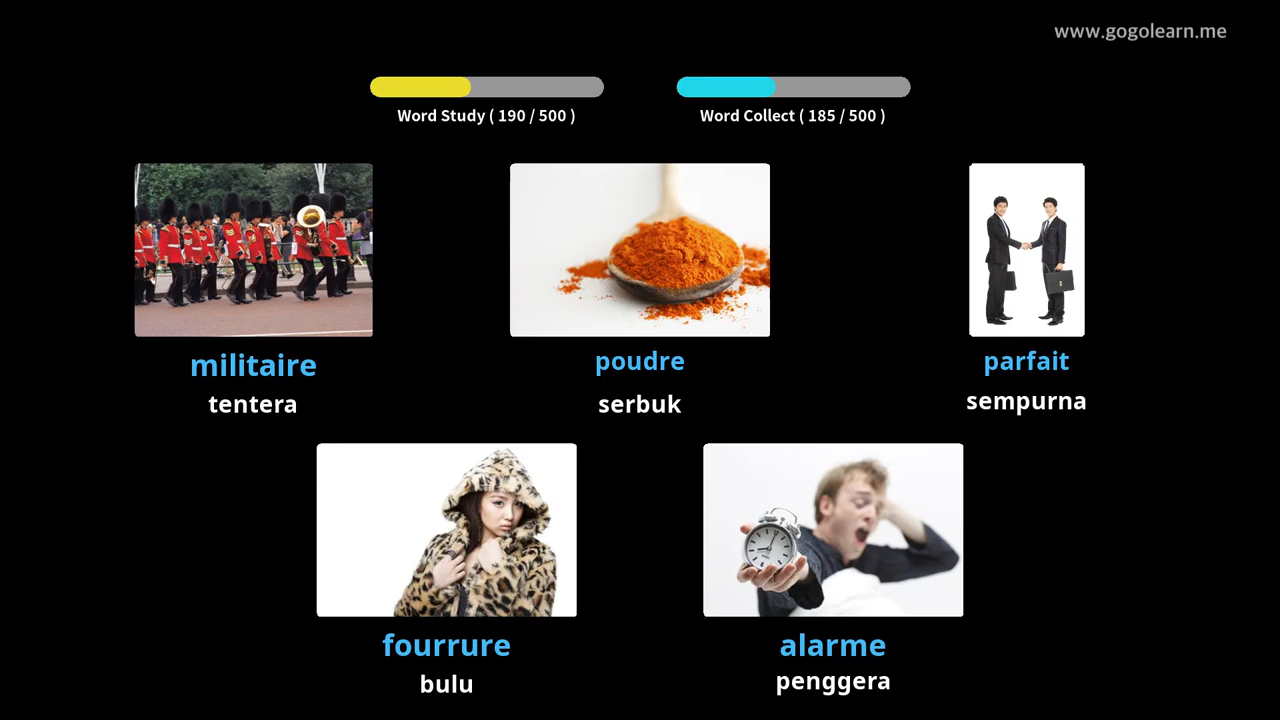 www.gogolearn.me
Word Study ( 190 / 500 )
Word Collect ( 185 / 500 )
militaire
tentera
poudre
serbuk
parfait
sempurna
fourrure
bulu
alarme
penggera